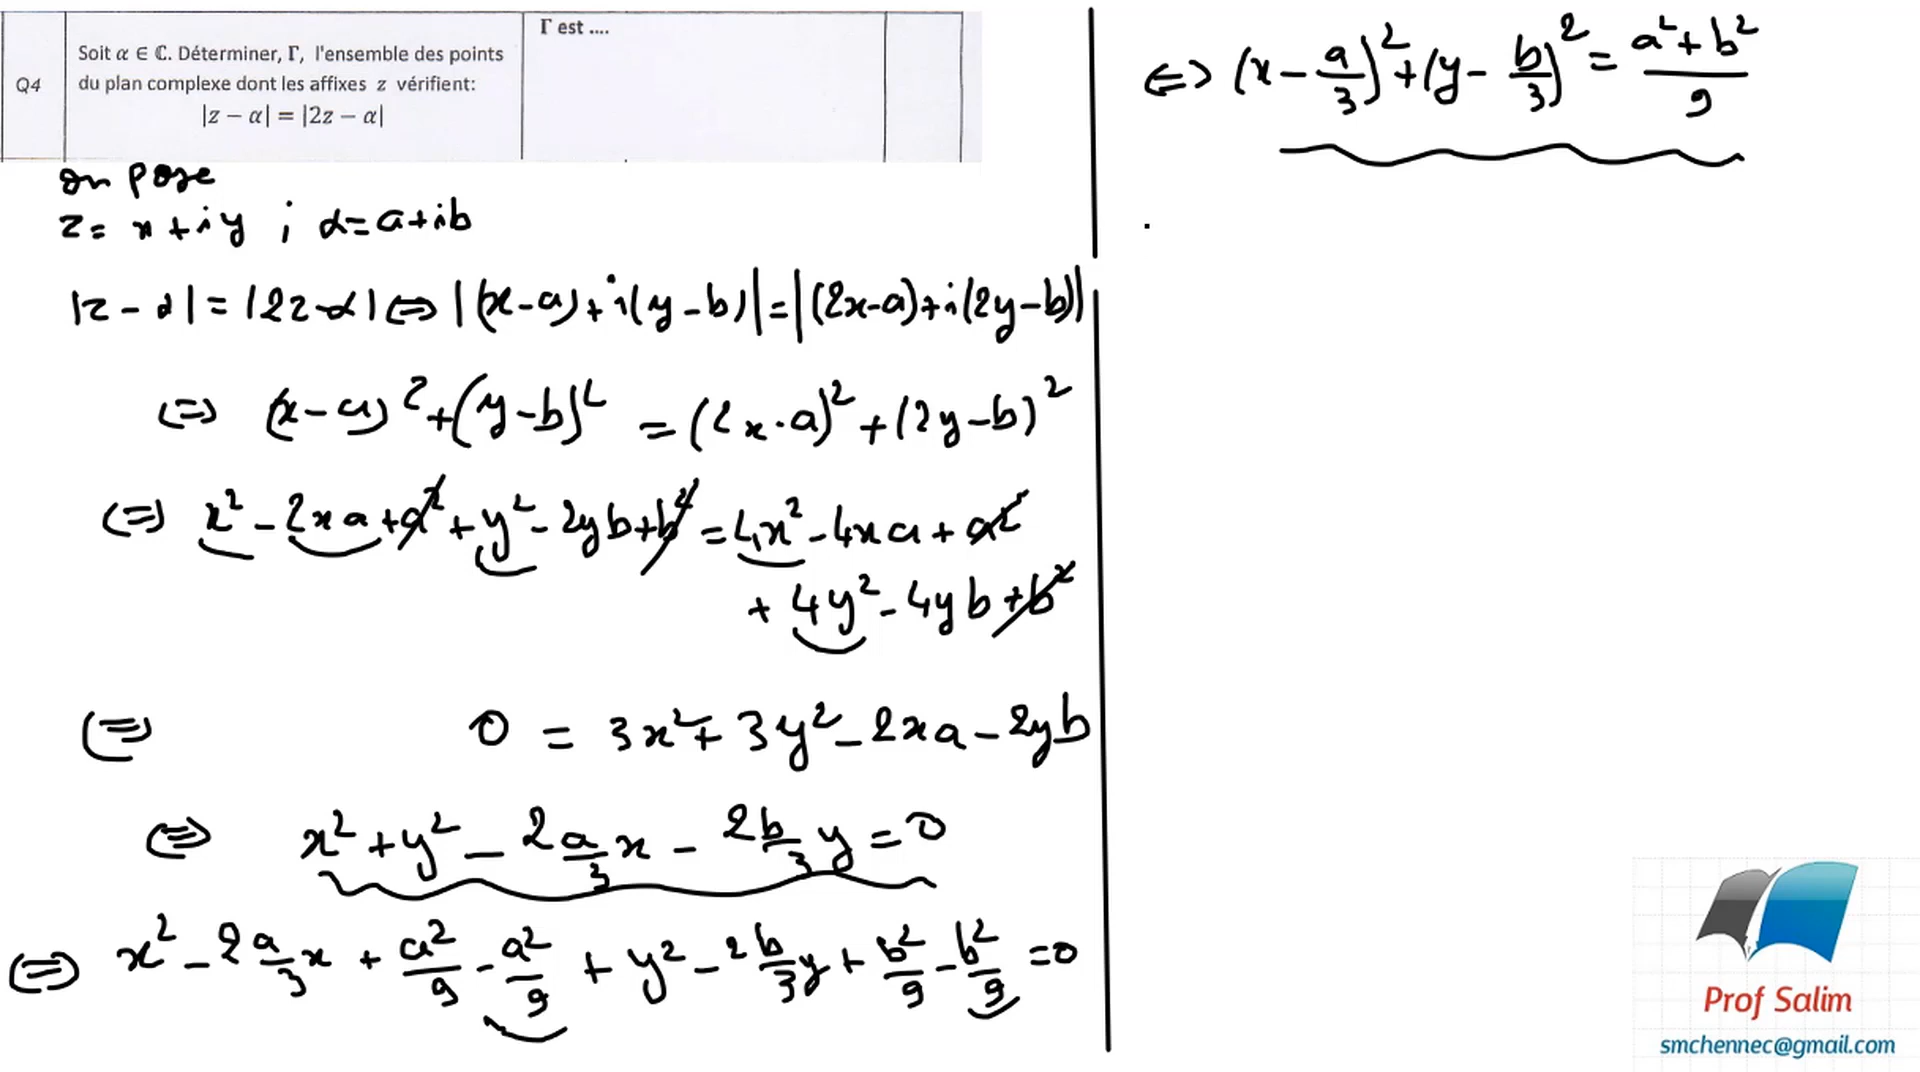 Q4
Soit α ∈ ℂ. Déterminer, Γ, l'ensemble des points
du plan complexe dont les affixes z vérifient:
|z − α| = |2z − α|
Γ est ....
on pose
z = x + iy ; α = a + ib
|z − α| = |2z − α| ⇔ |(x − a) + i(y − b)| = |(2x − a) + i(2y − b)|
⇔ (x − a)² + (y − b)² = (2x − a)² + (2y − b)²
⇔ x² − 2xa + a² + y² − 2yb + b² = 4x² − 4xa + a²
+ 4y² − 4yb + b²
⇔ 0 = 3x² + 3y² − 2xa − 2yb
⇔ x² + y² − 2a/3 x − 2b/3 y = 0
⇔ x² − 2a/3 x + a²/9 − a²/9 + y² − 2b/3 y + b²/9 − b²/9 = 0
⇔ (x − a/3)² + (y − b/3)² = a² + b²/9
Prof Salim
smchennec@gmail.com